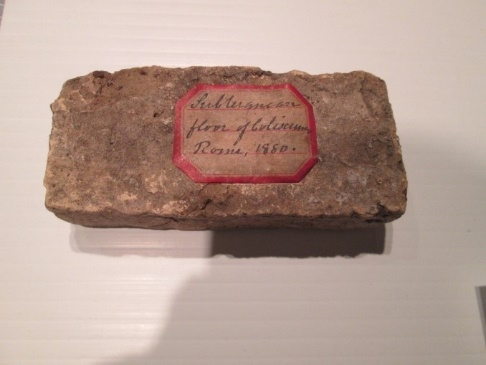 Subterranean
floor of Coliseum,
Rome, 1880.